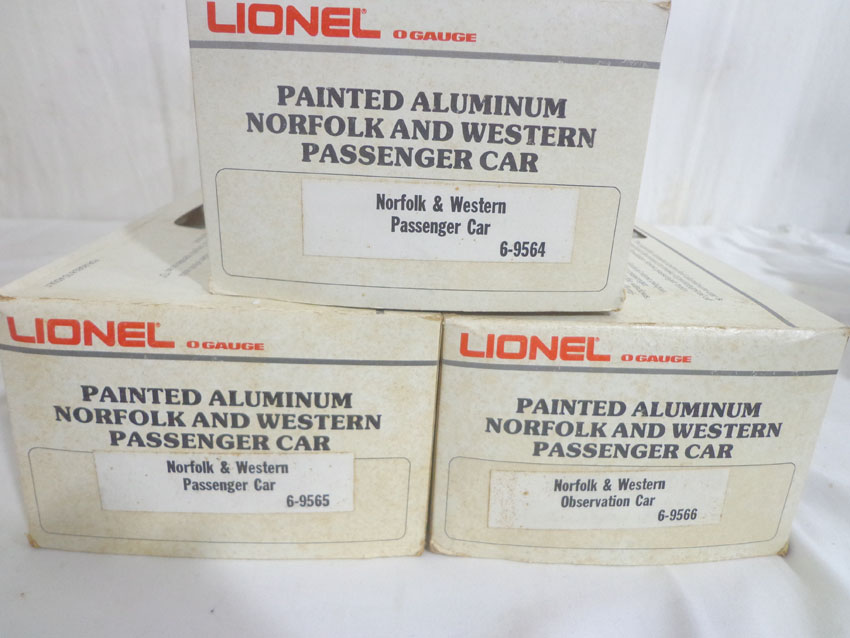 LIONEL O GAUGE
PAINTED ALUMINUM
NORFOLK AND WESTERN
PASSENGER CAR
Norfolk & Western
Passenger Car
6-9564
LIONEL O GAUGE
PAINTED ALUMINUM
NORFOLK AND WESTERN
PASSENGER CAR
Norfolk & Western
Passenger Car
6-9565
LIONEL O GAUGE
PAINTED ALUMINUM
NORFOLK AND WESTERN
PASSENGER CAR
Norfolk & Western
Observation Car
6-9566